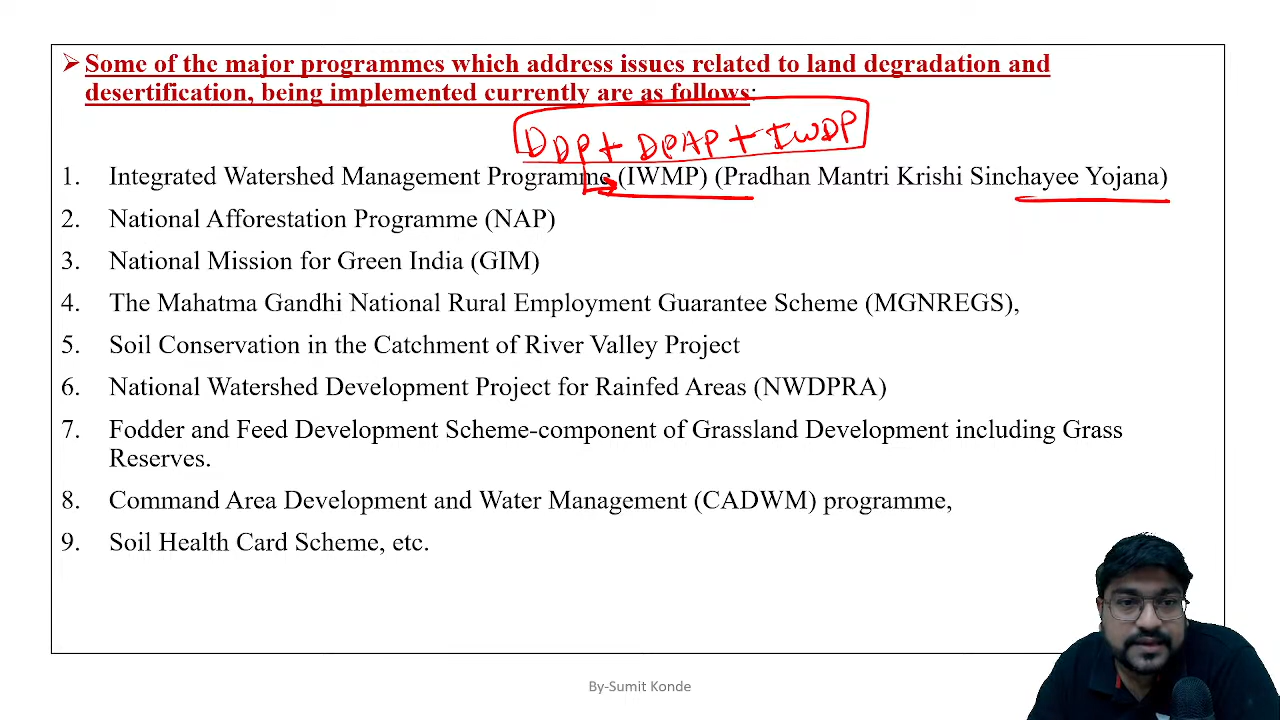 ➢ Some of the major programmes which address issues related to land degradation and
desertification, being implemented currently are as follows:
DDP + DPAP + IWDP
1. Integrated Watershed Management Programme (IWMP) (Pradhan Mantri Krishi Sinchayee Yojana)
2. National Afforestation Programme (NAP)
3. National Mission for Green India (GIM)
4. The Mahatma Gandhi National Rural Employment Guarantee Scheme (MGNREGS),
5. Soil Conservation in the Catchment of River Valley Project
6. National Watershed Development Project for Rainfed Areas (NWDPRA)
7. Fodder and Feed Development Scheme-component of Grassland Development including Grass
Reserves.
8. Command Area Development and Water Management (CADWM) programme,
9. Soil Health Card Scheme, etc.
By-Sumit Konde